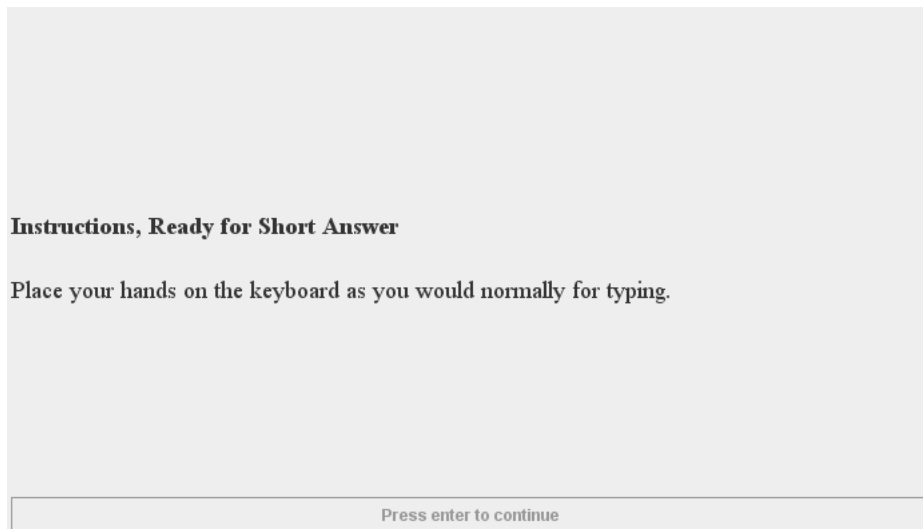 Instructions, Ready for Short Answer
Place your hands on the keyboard as you would normally for typing.
Press enter to continue